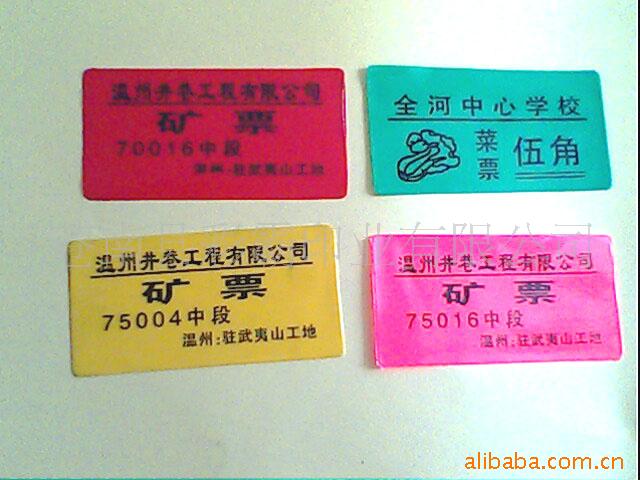 温州井巷工程有限公司
矿 票
70016中段
温州:驻武夷山工地
全河中心学校
菜票 伍角
温州井巷工程有限公司
矿 票
75004中段
温州:驻武夷山工地
温州井巷工程有限公司
矿 票
75016中段
温州:驻武夷山工地
alibaba.com.cn